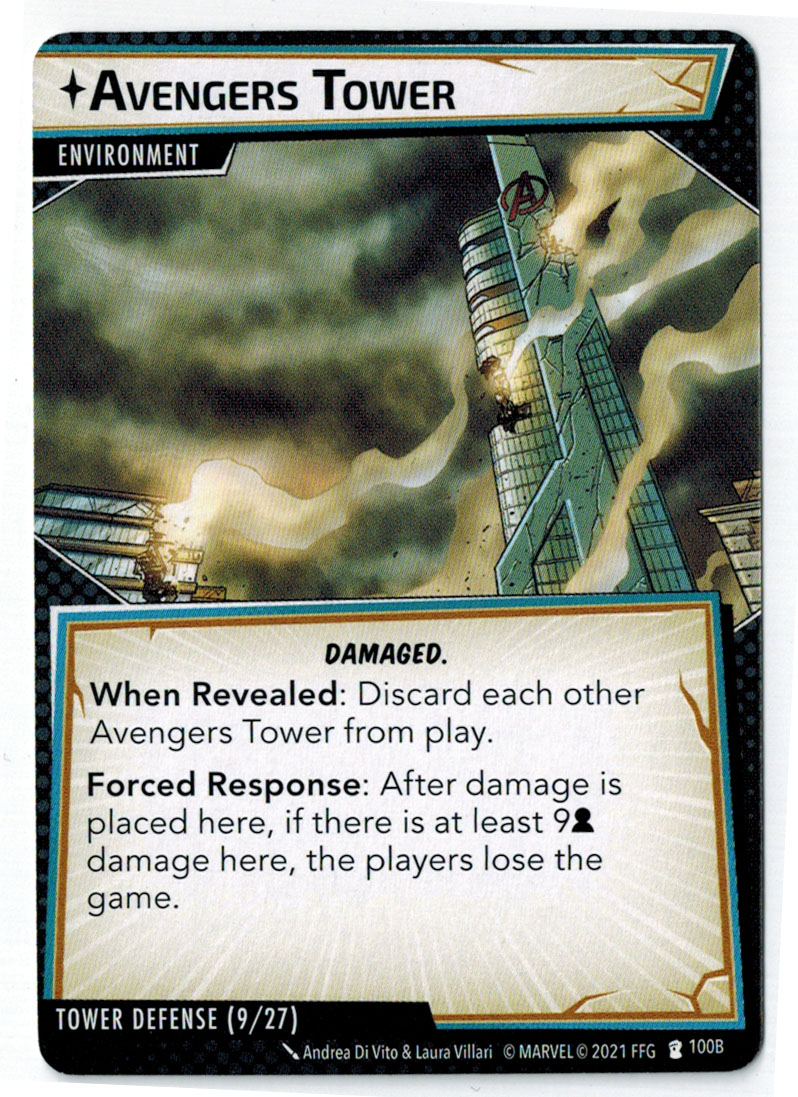 AVENGERS TOWER
ENVIRONMENT
A
DAMAGED.
When Revealed: Discard each other
Avengers Tower from play.
Forced Response: After damage is
placed here, if there is at least 9
damage here, the players lose the
game.
TOWER DEFENSE (9/27)
Andrea Di Vito & Laura Villari © MARVEL © 2021 FFG 100B